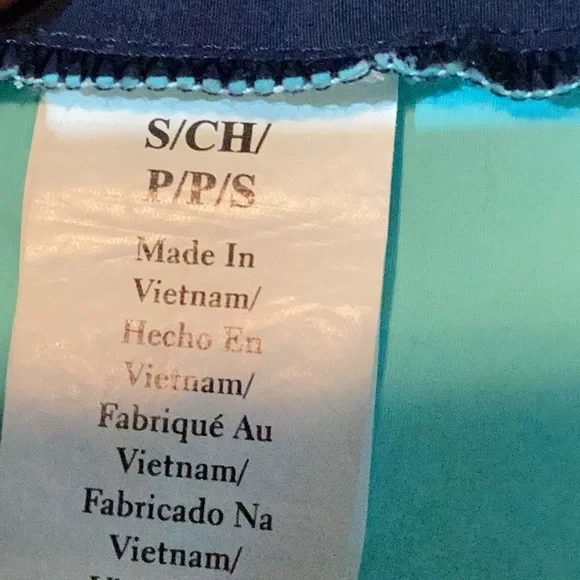 S/CH/
P/P/S
Made In
Vietnam/
Hecho En
Vietnam/
Fabriqué Au
Vietnam/
Fabricado Na
Vietnam/